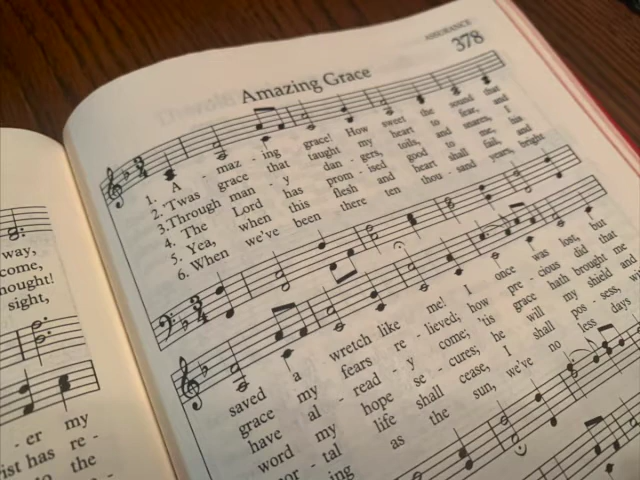 way,
come,
nought!
sight,
- er my
ist has re -
the
ASSURANCE
378
Amazing Grace
1. A - maz - ing grace! How sweet the sound that
2. 'Twas grace that taught my heart to fear, and
3. Through man - y dan - gers, toils, and snares, I
4. The Lord has prom - ised good to me, his
5. Yea, when this flesh and heart shall fail, and
6. When we've been there ten thou - sand years, bright
saved a wretch like me! I once was lost, but
grace my fears re - lieved; how pre - cious did that
have al - read - y come; 'tis grace hath brought me
word my hope se - cures; he will my shield and
or - tal life shall cease, I shall pos - sess,
ing as the sun, we've no less days